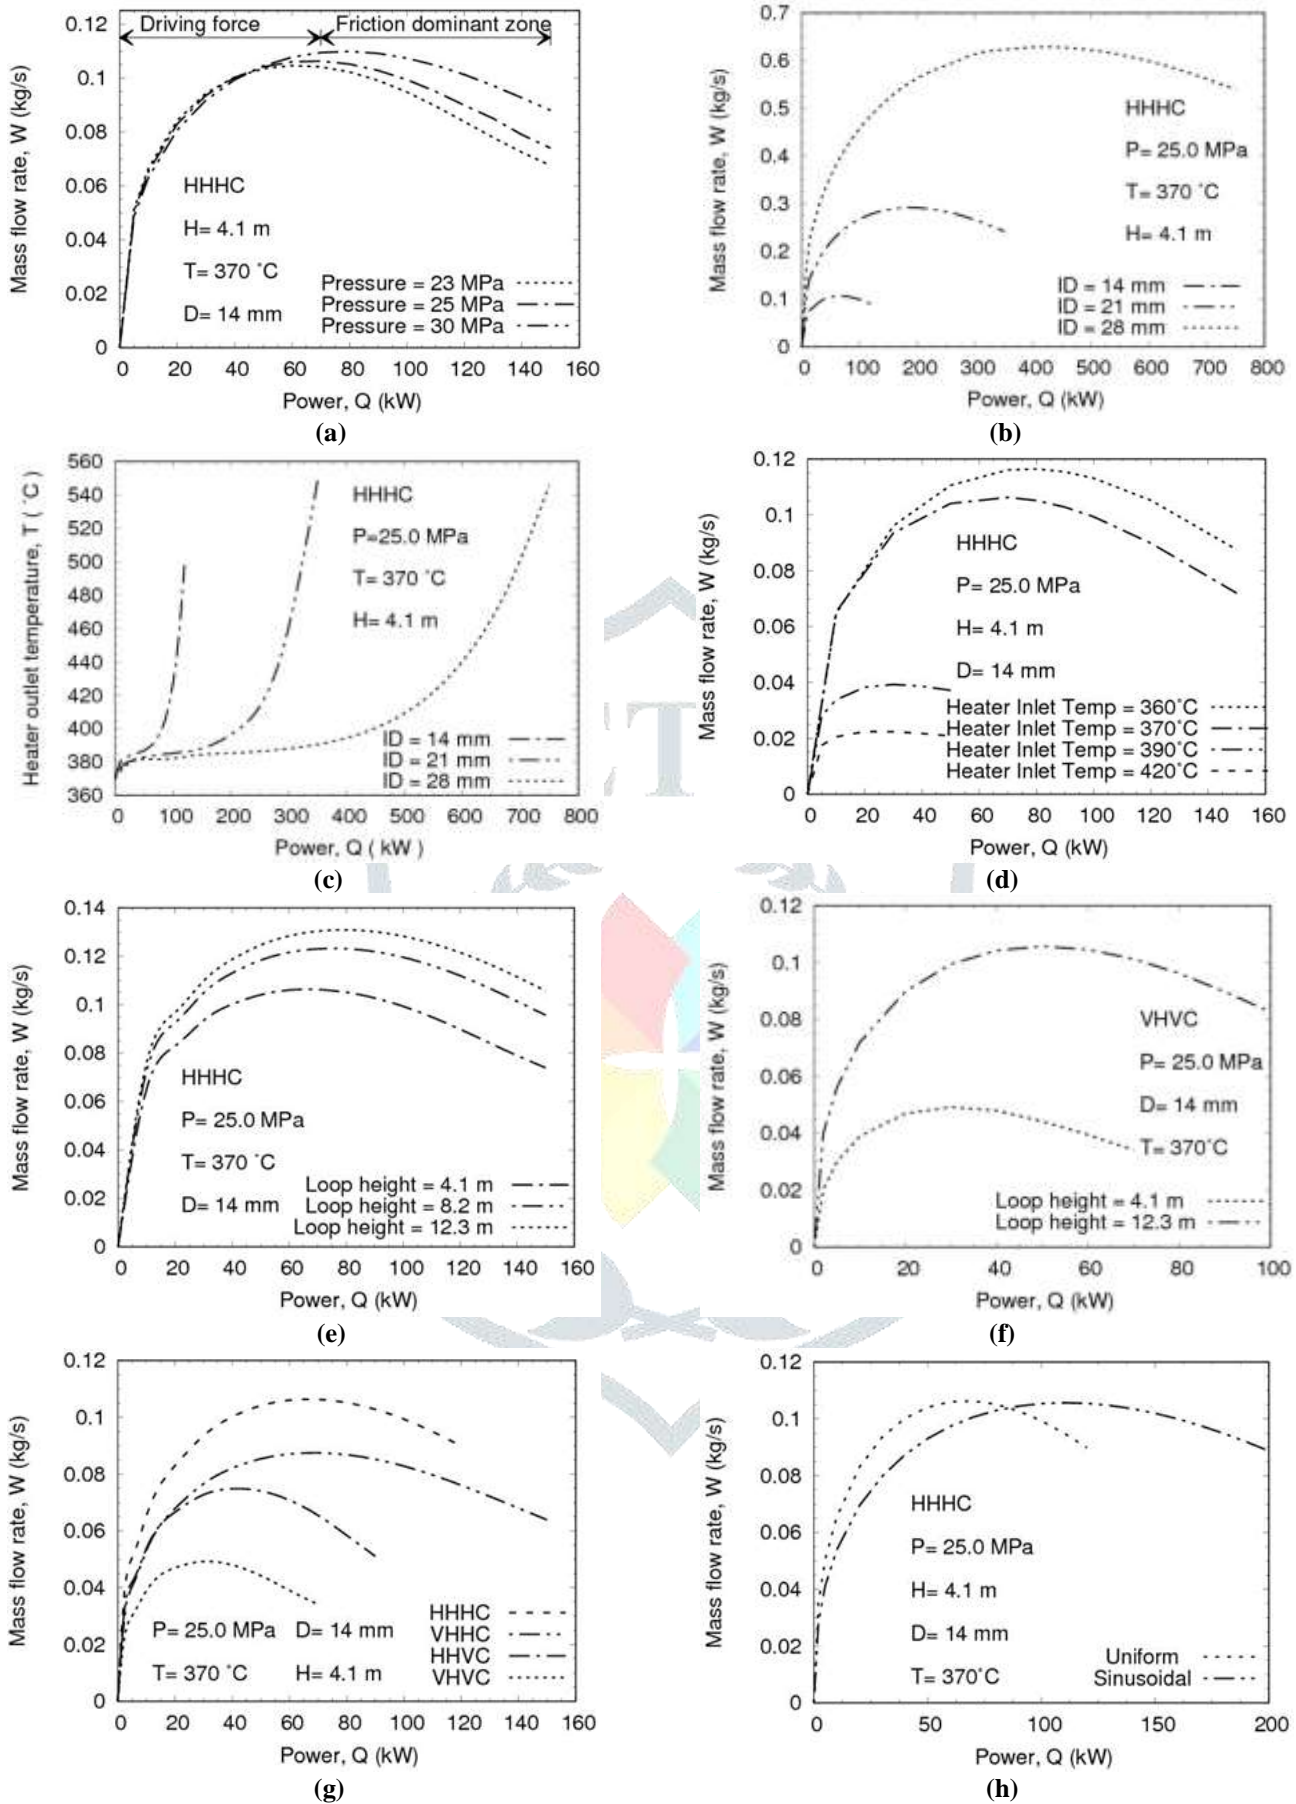 Driving force
Friction dominant zone
0.12
0.1
0.08
0.06
0.04
0.02
0
Mass flow rate, W (kg/s)
HHHC
H= 4.1 m
T= 370 °C
D= 14 mm
Pressure = 23 MPa
Pressure = 25 MPa
Pressure = 30 MPa
0 20 40 60 80 100 120 140 160
Power, Q (kW)
(a)
0.7
0.6
0.5
0.4
0.3
0.2
0.1
0
Mass flow rate, W (kg/s)
HHHC
P= 25.0 MPa
T= 370 °C
H= 4.1 m
ID = 14 mm
ID = 21 mm
ID = 28 mm
0 100 200 300 400 500 600 700 800
Power, Q (kW)
(b)
560
540
520
500
480
460
440
420
400
380
360
Heater outlet temperature, T ( °C )
HHHC
P=25.0 MPa
T= 370 °C
H= 4.1 m
ID = 14 mm
ID = 21 mm
ID = 28 mm
0 100 200 300 400 500 600 700 800
Power, Q ( kW )
(c)
0.12
0.1
0.08
0.06
0.04
0.02
0
Mass flow rate, W (kg/s)
HHHC
P= 25.0 MPa
H= 4.1 m
D= 14 mm
Heater Inlet Temp = 360°C
Heater Inlet Temp = 370°C
Heater Inlet Temp = 390°C
Heater Inlet Temp = 420°C
0 20 40 60 80 100 120 140 160
Power, Q (kW)
(d)
0.14
0.12
0.1
0.08
0.06
0.04
0.02
0
Mass flow rate, W (kg/s)
HHHC
P= 25.0 MPa
T= 370 °C
D= 14 mm
Loop height = 4.1 m
Loop height = 8.2 m
Loop height = 12.3 m
0 20 40 60 80 100 120 140 160
Power, Q (kW)
(e)
0.12
0.1
0.08
0.06
0.04
0.02
0
Mass flow rate, W (kg/s)
VHVC
P= 25.0 MPa
D= 14 mm
T= 370°C
Loop height = 4.1 m
Loop height = 12.3 m
0 20 40 60 80 100
Power, Q (kW)
(f)
0.12
0.1
0.08
0.06
0.04
0.02
0
Mass flow rate, W (kg/s)
P= 25.0 MPa D= 14 mm
T= 370 °C H= 4.1 m
HHHC
VHHC
HHVC
VHVC
0 20 40 60 80 100 120 140 160
Power, Q (kW)
(g)
0.12
0.1
0.08
0.06
0.04
0.02
0
Mass flow rate, W (kg/s)
HHHC
P= 25.0 MPa
H= 4.1 m
D= 14 mm
T= 370°C
Uniform
Sinusoidal
0 50 100 150 200
Power, Q (kW)
(h)